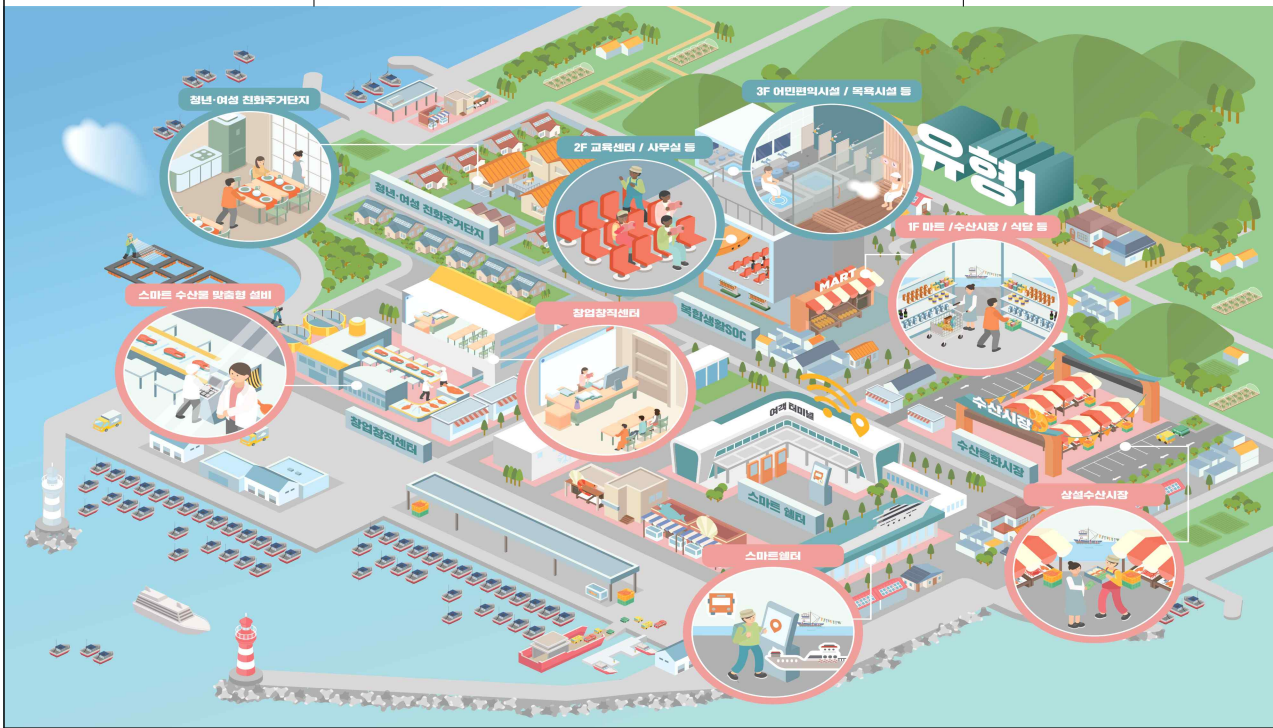 청년·여성 친화주거단지
3F 어민편익시설 / 목욕시설 등
2F 교육센터 / 사무실 등
유형1
청년·여성 친화주거단지
1F 마트 /수산시장 / 식당 등
MART
스마트 수산물 맞춤형 설비
창업창직센터
복합생활SOC
여객 터미널
수산시장
창업창직센터
수산특화시장
스마트 쉘터
상설수산시장
스마트쉘터